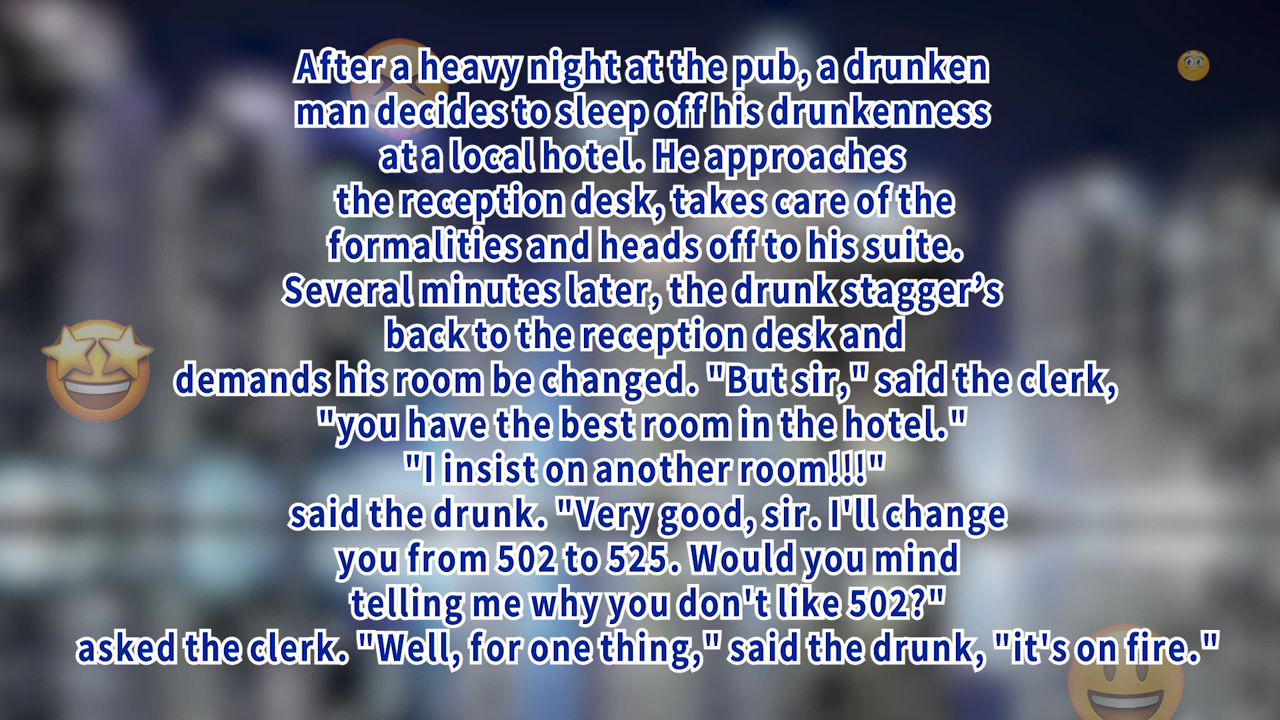 After a heavy night at the pub, a drunken
man decides to sleep off his drunkenness
at a local hotel. He approaches
the reception desk, takes care of the
formalities and heads off to his suite.
Several minutes later, the drunk stagger’s
back to the reception desk and
demands his room be changed. "But sir," said the clerk,
"you have the best room in the hotel."
"I insist on another room!!!"
said the drunk. "Very good, sir. I'll change
you from 502 to 525. Would you mind
telling me why you don't like 502?"
asked the clerk. "Well, for one thing," said the drunk, "it's on fire."